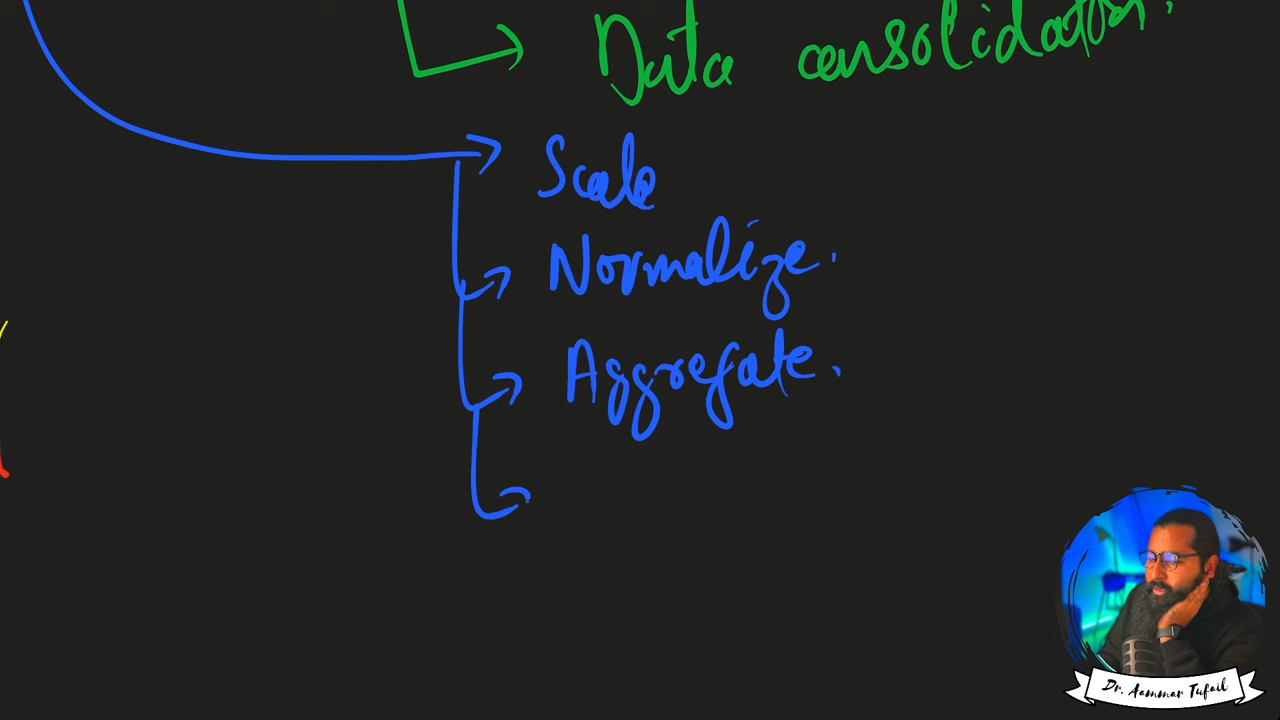 Data consolidation.
Scale
Normalize.
Aggregate.
Dr. Aammar Tufail